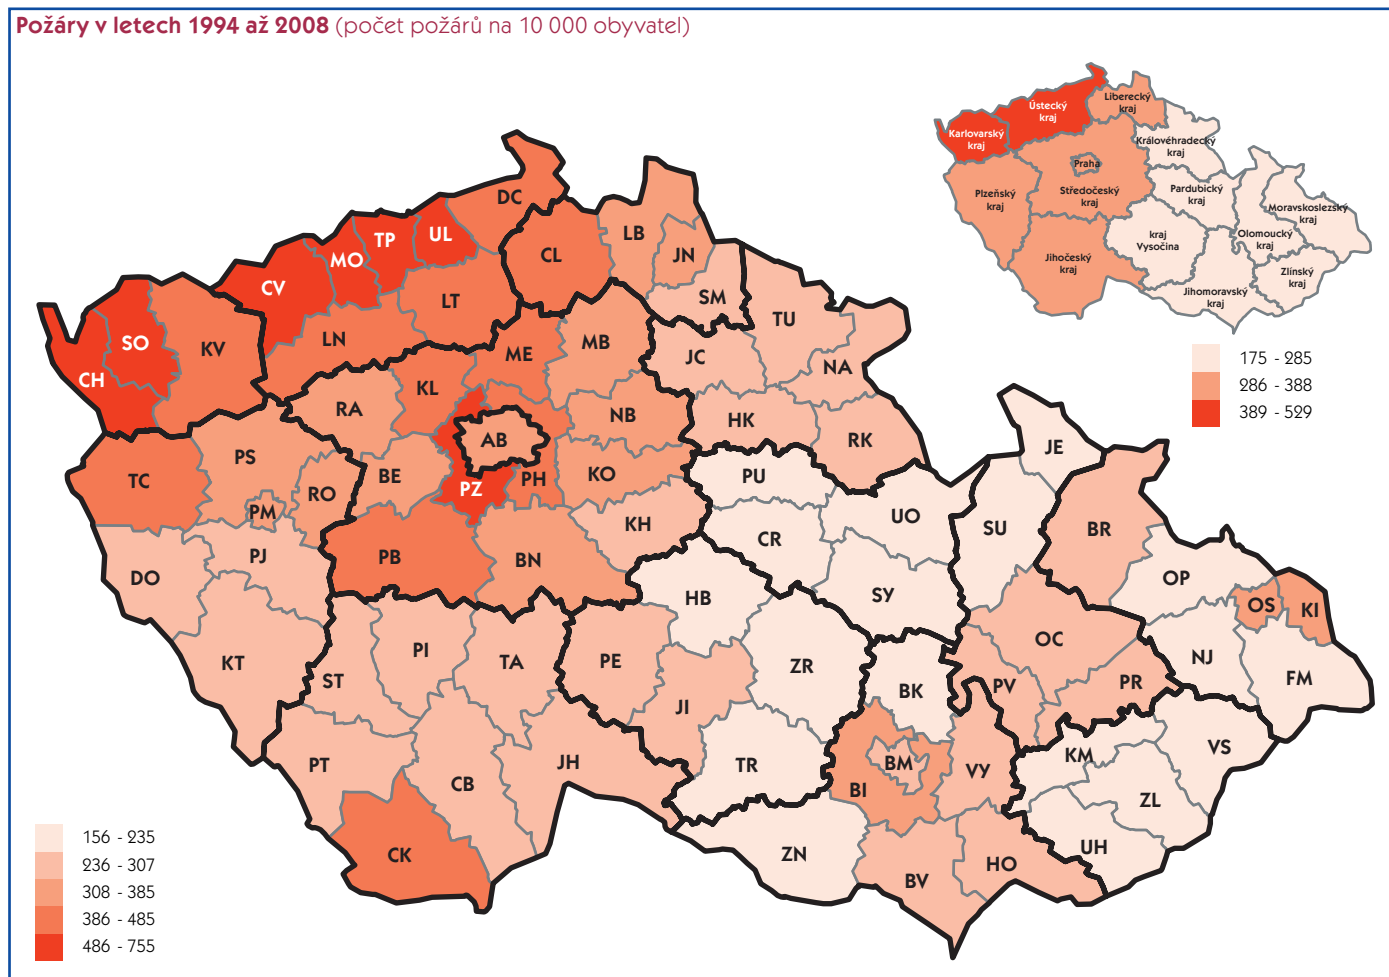 Požáry v letech 1994 až 2008 (počet požárů na 10 000 obyvatel)
Karlovarský
kraj
Ústecký
kraj
Liberecký
kraj
Královéhradecký
kraj
Praha
Plzeňský
kraj
Středočeský
kraj
Pardubický
kraj
Moravskoslezský
kraj
kraj
Vysočina
Olomoucký
kraj
Jihočeský
kraj
Zlínský
kraj
Jihomoravský
kraj
175 - 285
286 - 388
389 - 529
DC
UL
TP
MO
CV
LB
JN
CL
SM
LT
LN
SO
CH
KV
TU
ME
MB
JC
NA
KL
RA
NB
HK
RK
AB
TC
PS
BE
PZ
PH
KO
PU
JE
RO
PM
KH
UO
SU
BR
CR
PB
BN
PJ
DO
OP
HB
SY
OS
KI
KT
PI
TA
PE
ZR
OC
NJ
FM
ST
BK
PV
PR
JI
PT
CB
JH
TR
BI
BM
VY
KM
VS
ZL
CK
ZN
UH
BV
HO
156 - 235
236 - 307
308 - 385
386 - 485
486 - 755